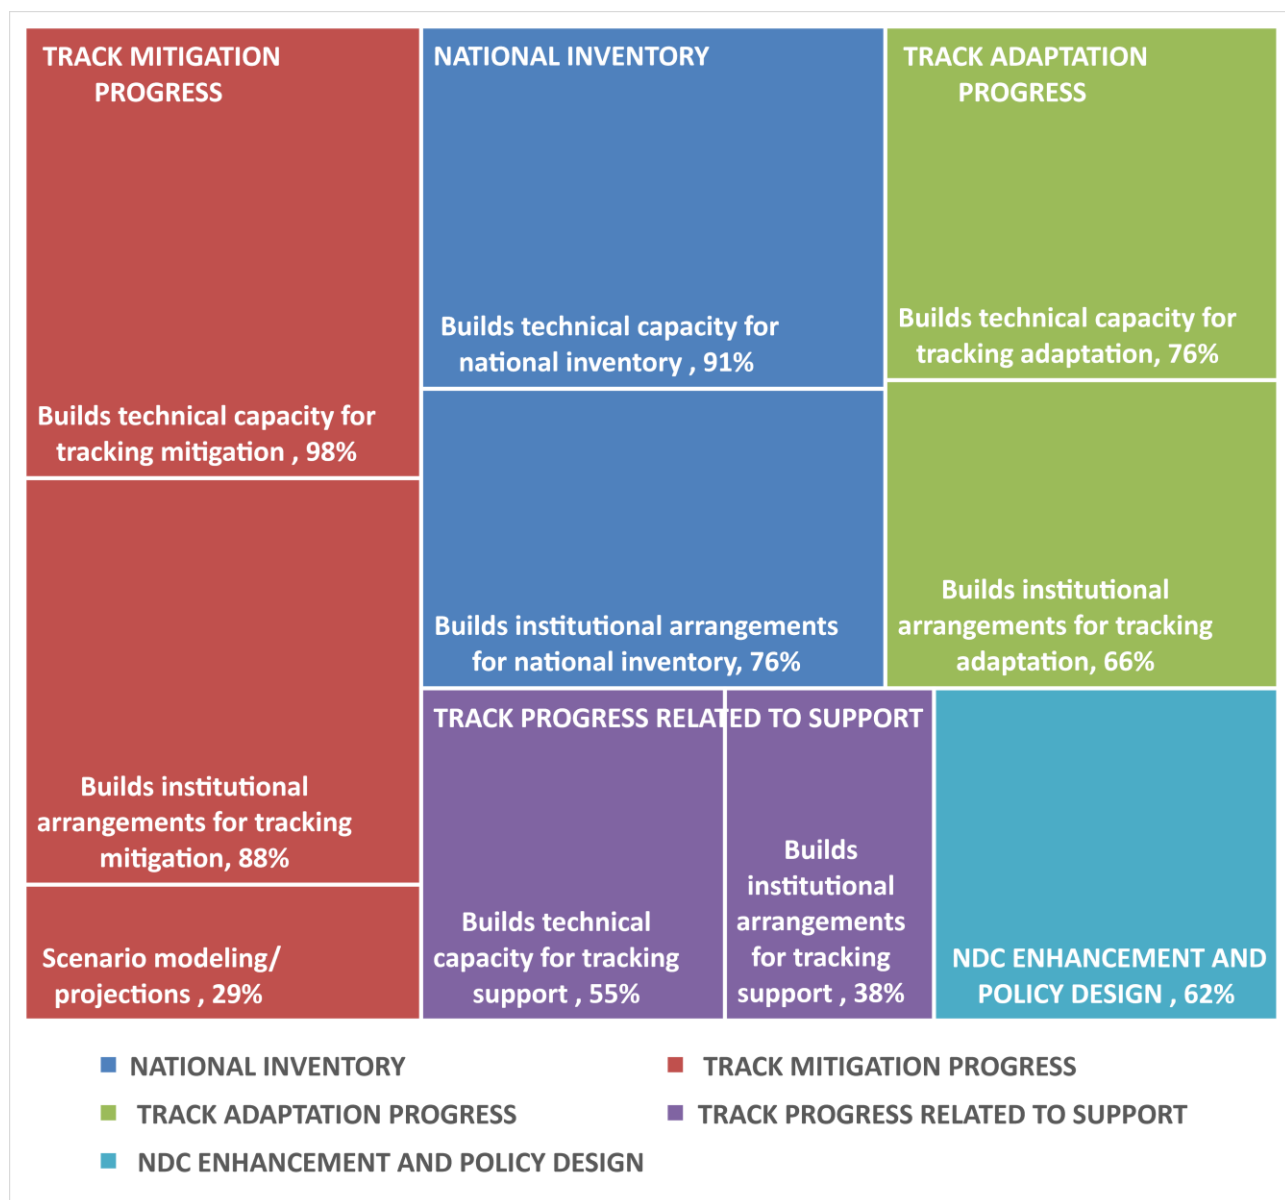 TRACK MITIGATION
PROGRESS
Builds technical capacity for
tracking mitigation , 98%
Builds institutional
arrangements for tracking
mitigation, 88%
Scenario modeling/
projections , 29%
NATIONAL INVENTORY
Builds technical capacity for
national inventory , 91%
Builds institutional arrangements
for national inventory, 76%
TRACK ADAPTATION
PROGRESS
Builds technical capacity for
tracking adaptation, 76%
Builds institutional
arrangements for tracking
adaptation, 66%
TRACK PROGRESS RELATED TO SUPPORT
Builds technical
capacity for tracking
support , 55%
Builds
institutional
arrangements
for tracking
support , 38%
NDC ENHANCEMENT AND
POLICY DESIGN , 62%
NATIONAL INVENTORY
TRACK MITIGATION PROGRESS
TRACK ADAPTATION PROGRESS
TRACK PROGRESS RELATED TO SUPPORT
NDC ENHANCEMENT AND POLICY DESIGN